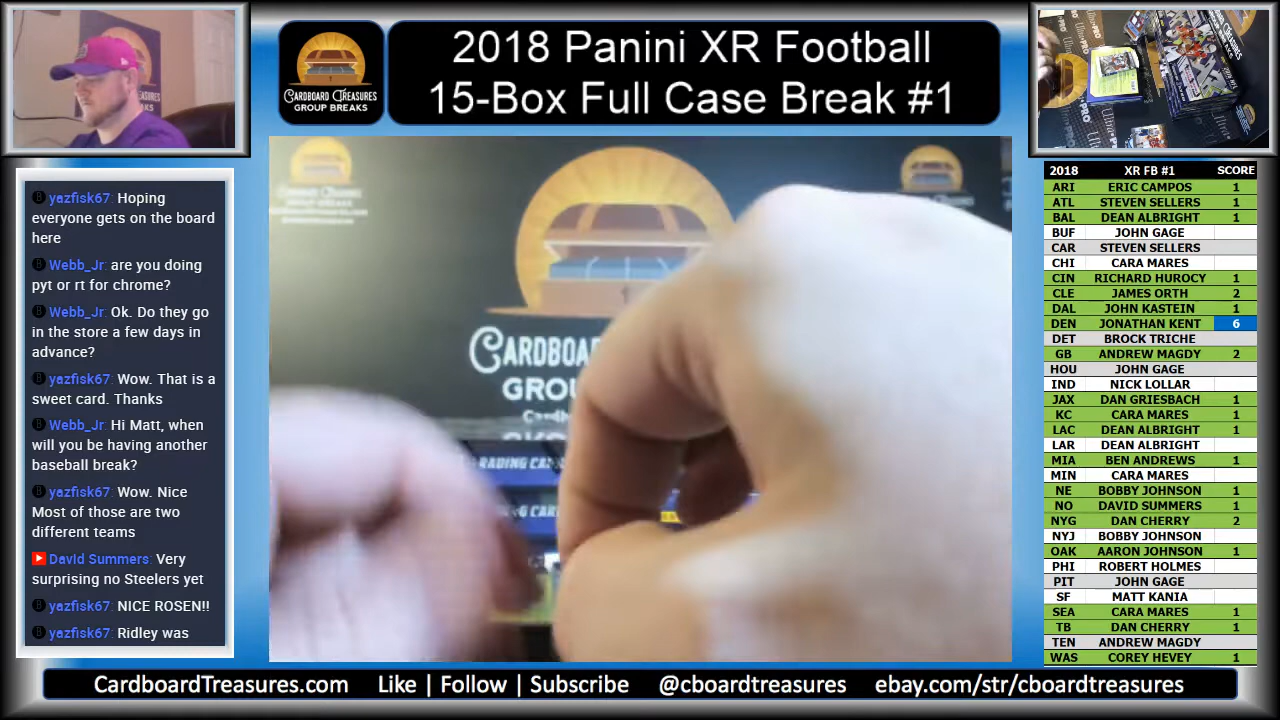 CARDBOARD TREASURES
GROUP BREAKS
2018 Panini XR Football
15-Box Full Case Break #1
yazfisk67: Hoping
everyone gets on the board
here
Webb_Jr: are you doing
pyt or rt for chrome?
Webb_Jr: Ok. Do they go
in the store a few days in
advance?
yazfisk67: Wow. That is a
sweet card. Thanks
Webb_Jr: Hi Matt, when
will you be having another
baseball break?
yazfisk67: Wow. Nice
Most of those are two
different teams
David Summers: Very
surprising no Steelers yet
yazfisk67: NICE ROSEN!!
yazfisk67: Ridley was
CARDBOA
GROU
RADING CA
G CAR
2018 XR FB #1 SCORE
ARI ERIC CAMPOS 1
ATL STEVEN SELLERS 1
BAL DEAN ALBRIGHT 1
BUF JOHN GAGE
CAR STEVEN SELLERS
CHI CARA MARES
CIN RICHARD HUROCY 1
CLE JAMES ORTH 2
DAL JOHN KASTEIN 1
DEN JONATHAN KENT 6
DET BROCK TRICHE
GB ANDREW MAGDY 2
HOU JOHN GAGE
IND NICK LOLLAR
JAX DAN GRIESBACH 1
KC CARA MARES 1
LAC DEAN ALBRIGHT 1
LAR DEAN ALBRIGHT
MIA BEN ANDREWS 1
MIN CARA MARES
NE BOBBY JOHNSON 1
NO DAVID SUMMERS 1
NYG DAN CHERRY 2
NYJ BOBBY JOHNSON
OAK AARON JOHNSON 1
PHI ROBERT HOLMES
PIT JOHN GAGE
SF MATT KANIA
SEA CARA MARES 1
TB DAN CHERRY 1
TEN ANDREW MAGDY
WAS COREY HEVEY 1
CardboardTreasures.com Like | Follow | Subscribe @cboardtreasures ebay.com/str/cboardtreasures